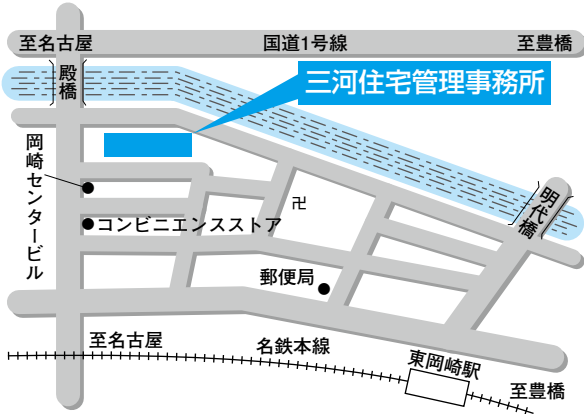 至名古屋
国道1号線
至豊橋
殿橋
三河住宅管理事務所
岡崎センタービル
明代橋
卍
コンビニエンスストア
郵便局
至名古屋
名鉄本線
東岡崎駅
至豊橋